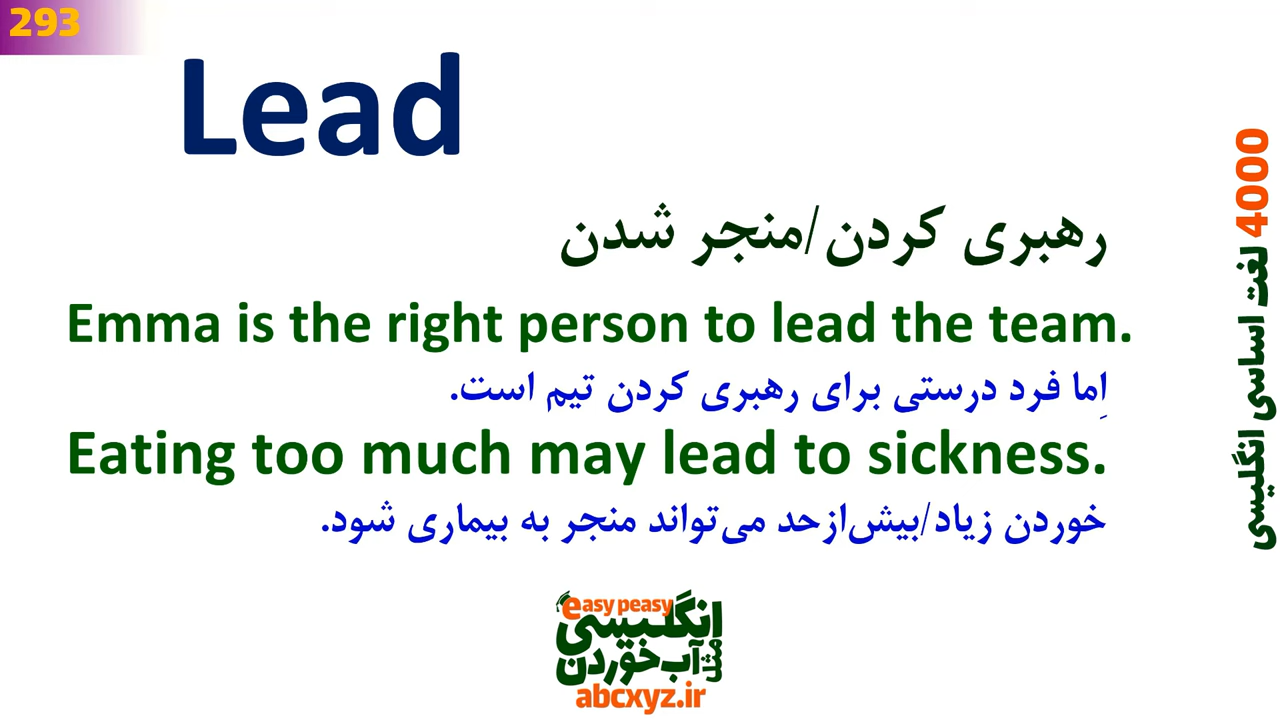 293
Lead
رهبری کردن/منجر شدن
Emma is the right person to lead the team.
اِما فرد درستی برای رهبری کردن تیم است.
Eating too much may lead to sickness.
خوردن زیاد/بیش‌ازحد می‌تواند منجر به بیماری شود.
4000 لغت اساسی انگلیسی
easy peasy
انگلیسی
مثل آب خوردن
abcxyz.ir